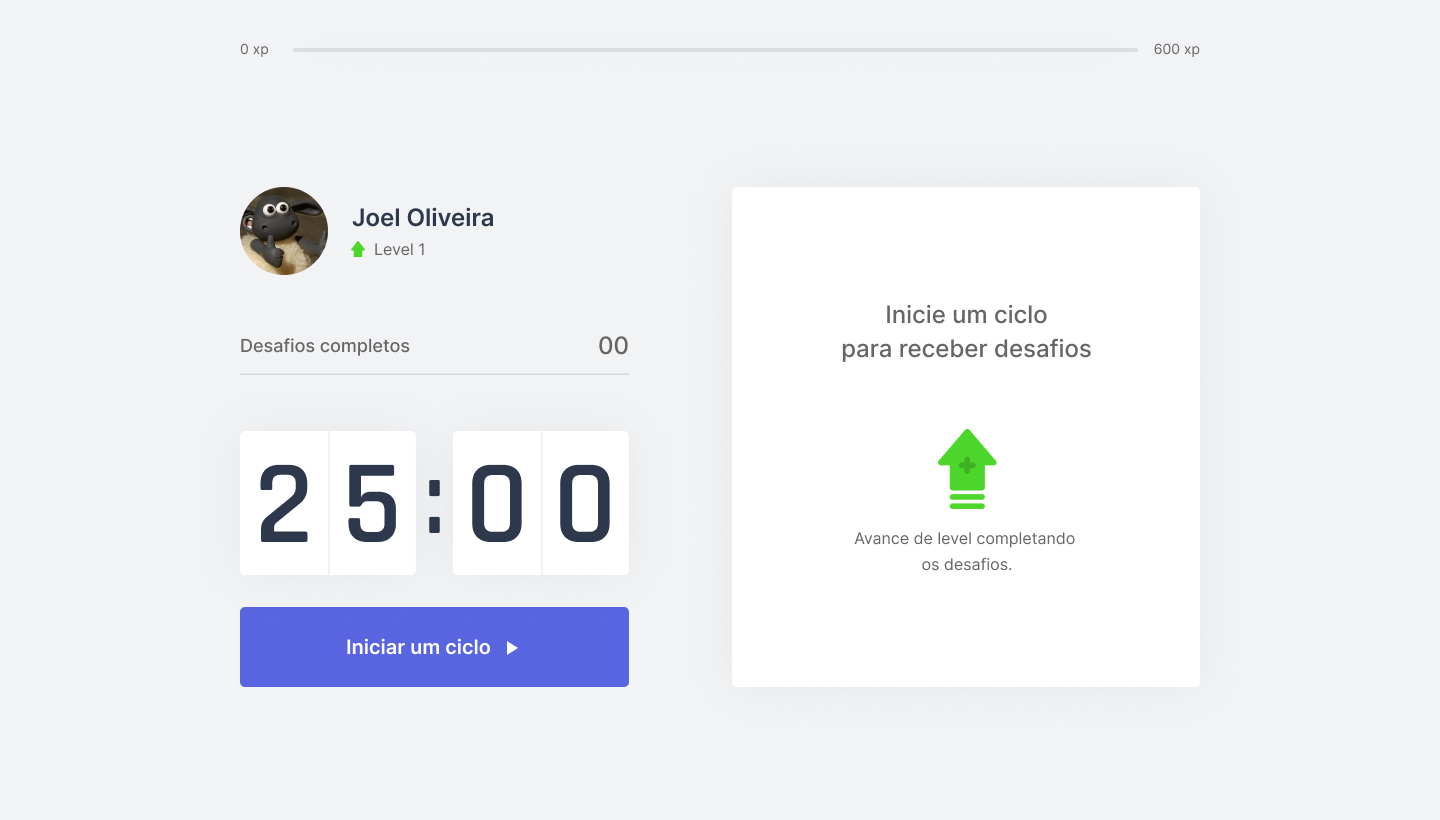 0 xp 600 xp
Joel Oliveira
Level 1
Desafios completos 00
25:00
Iniciar um ciclo
Inicie um ciclo
para receber desafios
Avance de level completando
os desafios.